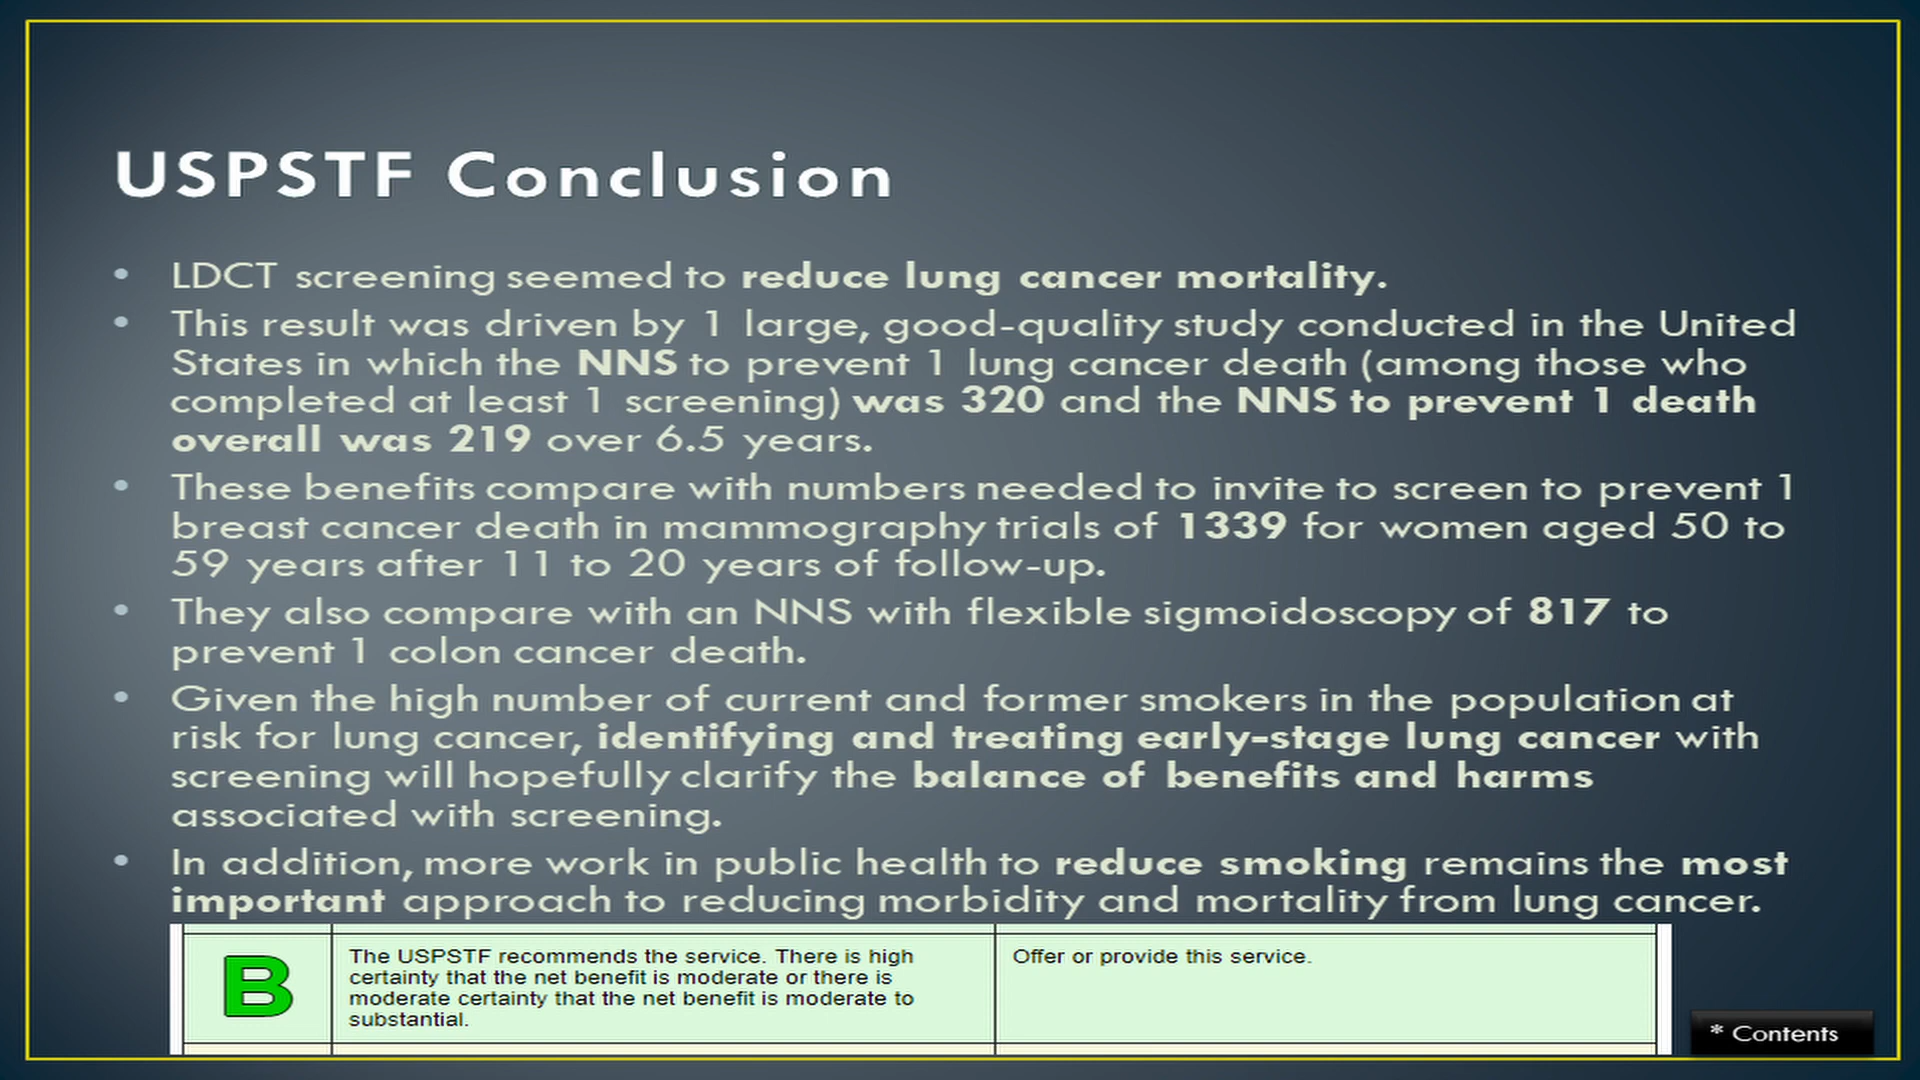 USPSTF Conclusion
• LDCT screening seemed to reduce lung cancer mortality.
• This result was driven by 1 large, good-quality study conducted in the United
States in which the NNS to prevent 1 lung cancer death (among those who
completed at least 1 screening) was 320 and the NNS to prevent 1 death
overall was 219 over 6.5 years.
• These benefits compare with numbers needed to invite to screen to prevent 1
breast cancer death in mammography trials of 1339 for women aged 50 to
59 years after 11 to 20 years of follow-up.
• They also compare with an NNS with flexible sigmoidoscopy of 817 to
prevent 1 colon cancer death.
• Given the high number of current and former smokers in the population at
risk for lung cancer, identifying and treating early-stage lung cancer with
screening will hopefully clarify the balance of benefits and harms
associated with screening.
• In addition, more work in public health to reduce smoking remains the most
important approach to reducing morbidity and mortality from lung cancer.
B
The USPSTF recommends the service. There is high
certainty that the net benefit is moderate or there is
moderate certainty that the net benefit is moderate to
substantial.
Offer or provide this service.
* Contents